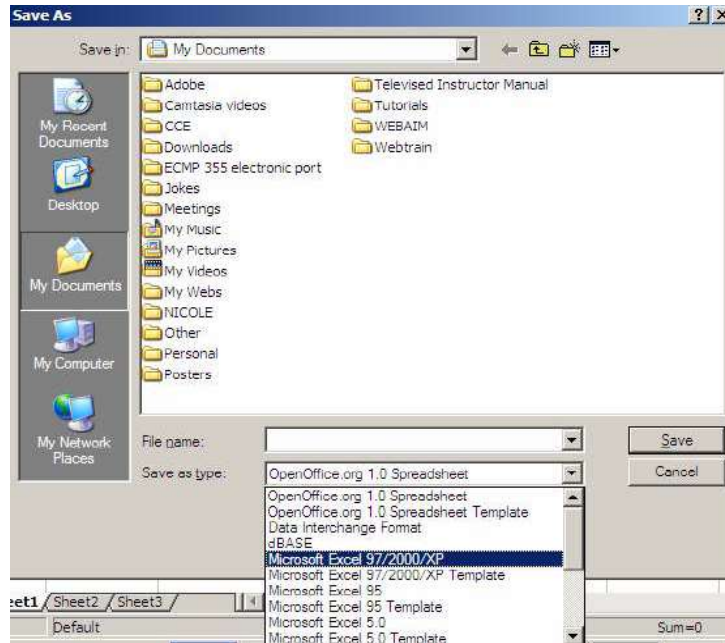 Save As
Save in:
My Documents
My Recent
Documents
Desktop
My Documents
My Computer
My Network
Places
Adobe
Camtasia videos
CCE
Downloads
ECMP 355 electronic port
Jokes
Meetings
My Music
My Pictures
My Videos
My Webs
NICOLE
Other
Personal
Posters
Televised Instructor Manual
Tutorials
WEBAIM
Webtrain
File name:
Save
Save as type:
OpenOffice.org 1.0 Spreadsheet
Cancel
OpenOffice.org 1.0 Spreadsheet
OpenOffice.org 1.0 Spreadsheet Template
Data Interchange Format
dBASE
Microsoft Excel 97/2000/XP
Microsoft Excel 97/2000/XP Template
Microsoft Excel 95
Microsoft Excel 95 Template
Microsoft Excel 5.0
Microsoft Excel 5.0 Template
eet1 / Sheet2 / Sheet3 /
Default
Sum=0